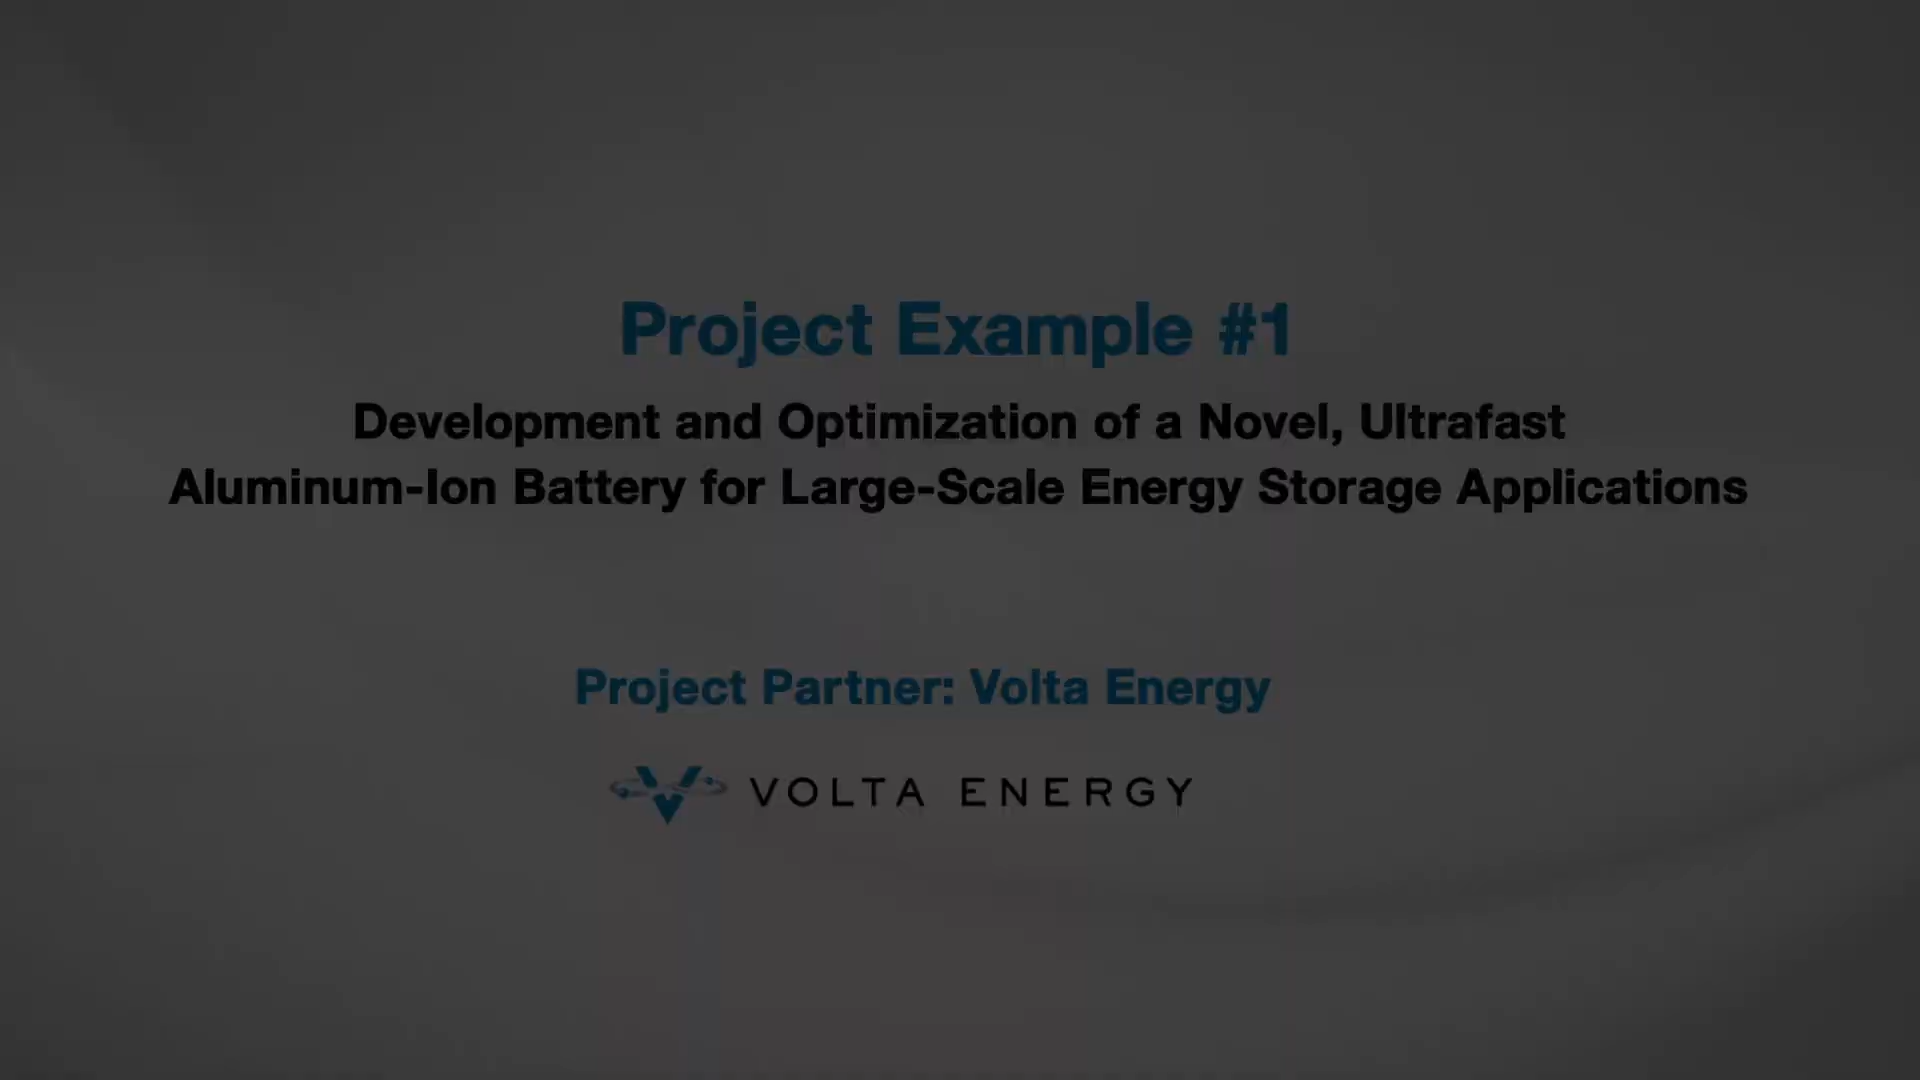 Project Example #1
Development and Optimization of a Novel, Ultrafast
Aluminum-Ion Battery for Large-Scale Energy Storage Applications
Project Partner: Volta Energy
VOLTA ENERGY